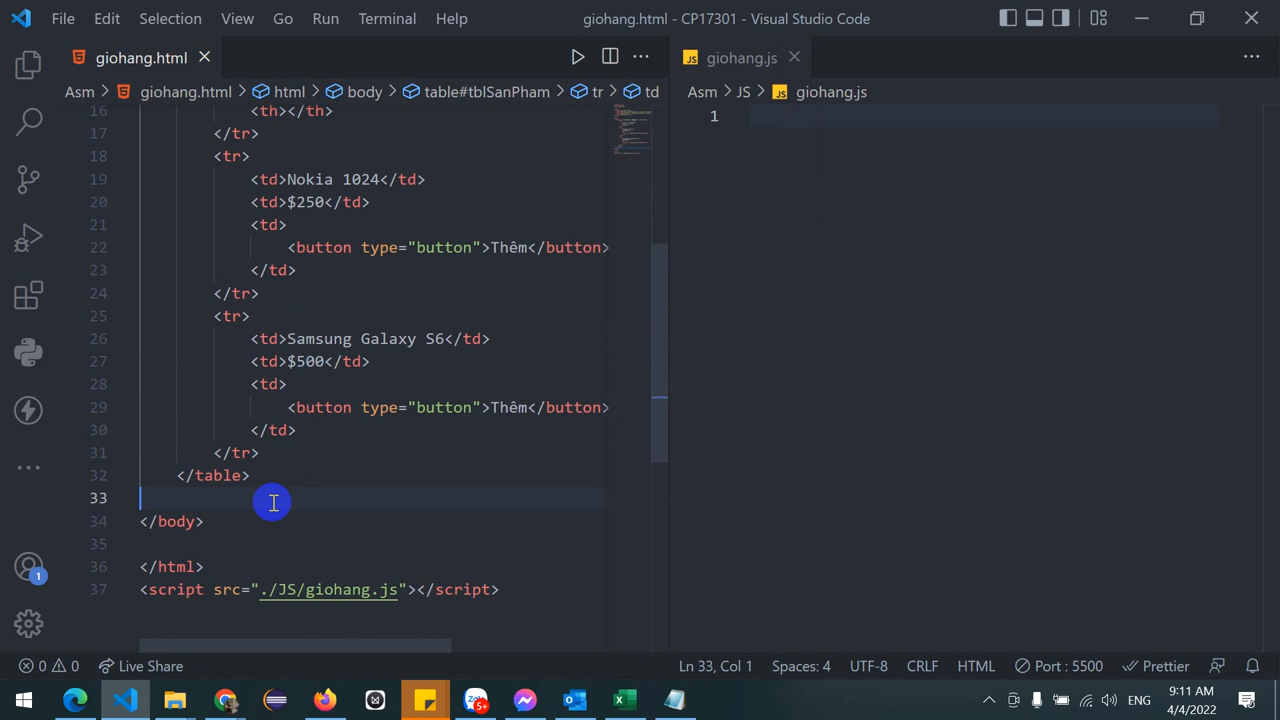 File Edit Selection View Go Run Terminal Help giohang.html - CP17301 - Visual Studio Code
giohang.html
JS giohang.js
Asm giohang.html html body table#tblSanPham tr td
Asm JS JS giohang.js
16 <th></th>
17 </tr>
18 <tr>
19 <td>Nokia 1024</td>
20 <td>$250</td>
21 <td>
22 <button type="button">Thêm</button>
23 </td>
24 </tr>
25 <tr>
26 <td>Samsung Galaxy S6</td>
27 <td>$500</td>
28 <td>
29 <button type="button">Thêm</button>
30 </td>
31 </tr>
32 </table>
33
34 </body>
35
36 </html>
37 <script src="./JS/giohang.js"></script>
1
1
0 0 Live Share Ln 33, Col 1 Spaces: 4 UTF-8 CRLF HTML Port : 5500 Prettier
5+
ENG
9:11 AM
4/4/2022